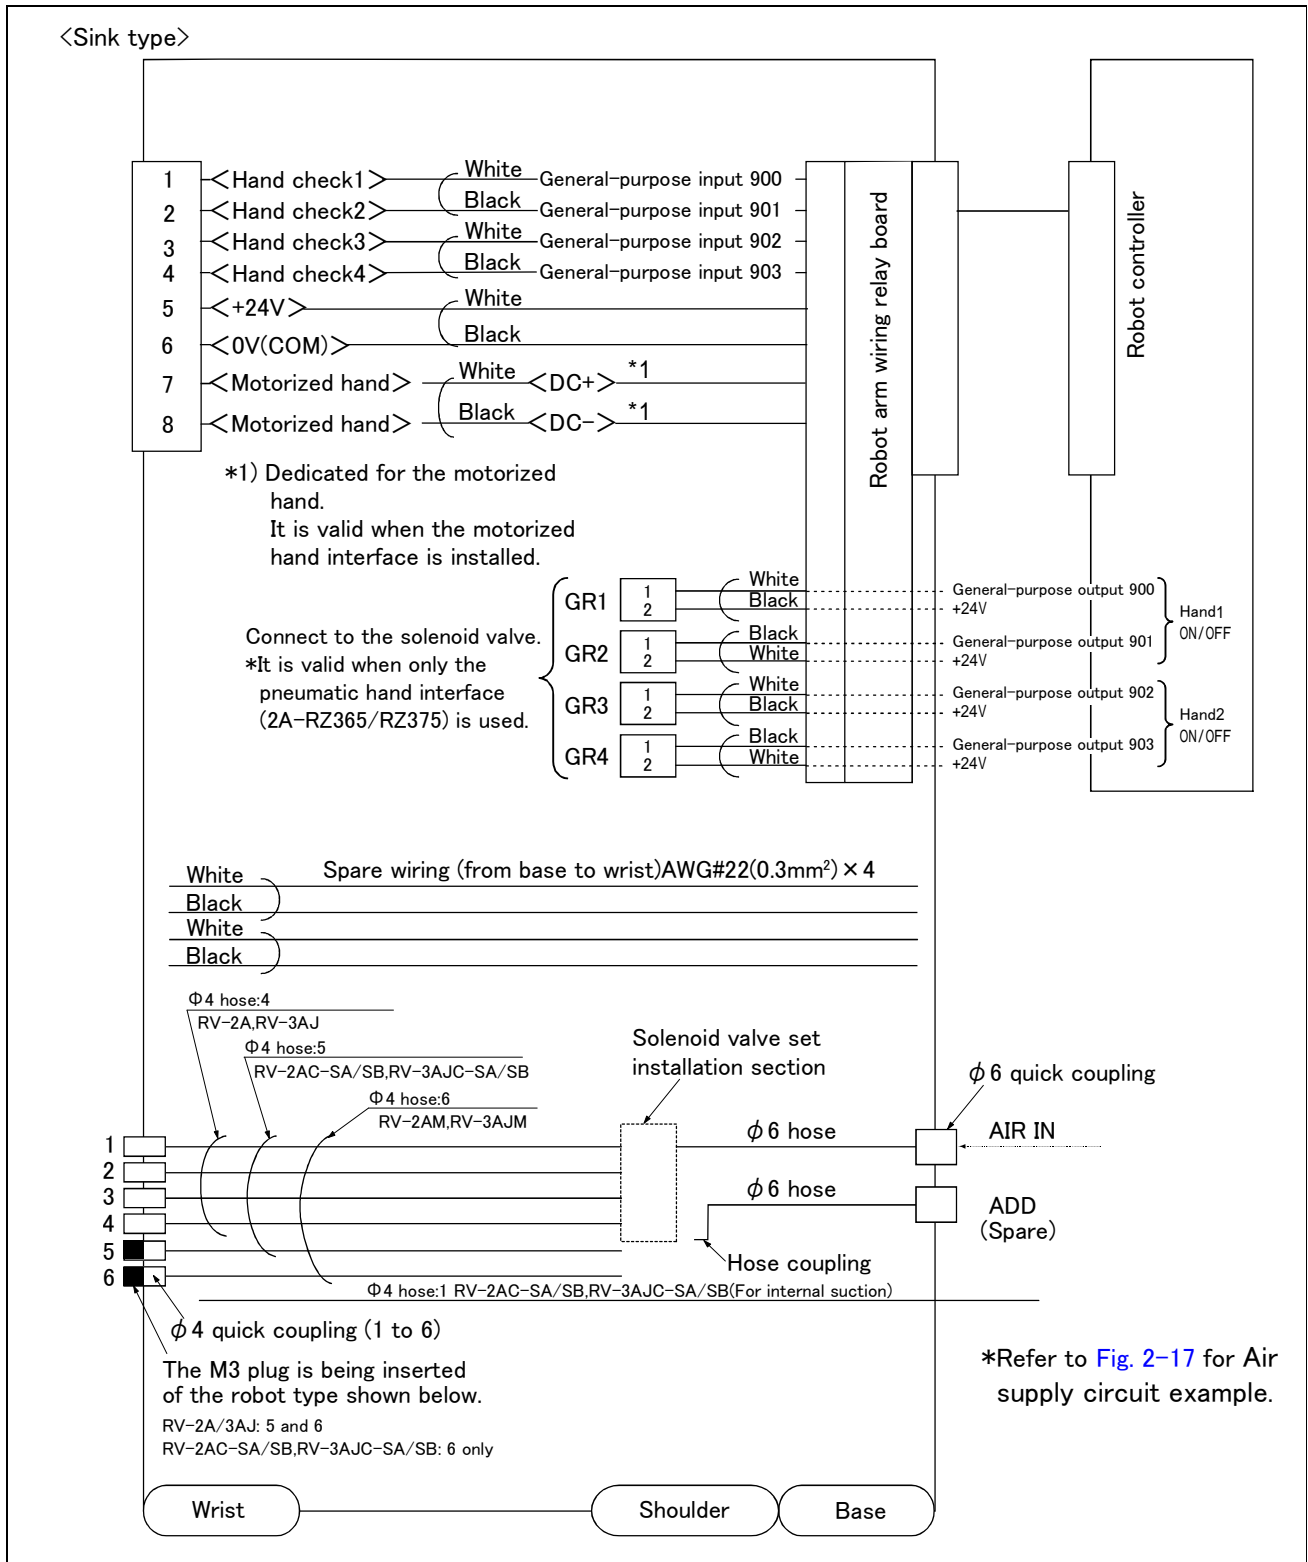 <Sink type>
1 <Hand check1> White General-purpose input 900
2 <Hand check2> Black General-purpose input 901
3 <Hand check3> White General-purpose input 902
4 <Hand check4> Black General-purpose input 903
5 <+24V> White
6 <0V(COM)> Black
7 <Motorized hand> White <DC+> *1
8 <Motorized hand> Black <DC-> *1
Robot arm wiring relay board
Robot controller
*1) Dedicated for the motorized
hand.
It is valid when the motorized
hand interface is installed.
Connect to the solenoid valve.
*It is valid when only the
pneumatic hand interface
(2A-RZ365/RZ375) is used.
GR1 1 White General-purpose output 900
2 Black +24V
Hand1
ON/OFF
GR2 1 Black General-purpose output 901
2 White +24V
GR3 1 White General-purpose output 902
2 Black +24V
Hand2
ON/OFF
GR4 1 Black General-purpose output 903
2 White +24V
White Spare wiring (from base to wrist)AWG#22(0.3mm²)×4
Black
White
Black
Φ4 hose:4
RV-2A,RV-3AJ
Φ4 hose:5
RV-2AC-SA/SB,RV-3AJC-SA/SB
Φ4 hose:6
RV-2AM,RV-3AJM
Solenoid valve set
installation section
φ6 quick coupling
1 φ6 hose AIR IN
2
3 φ6 hose ADD
4 (Spare)
5 Hose coupling
6
Φ4 hose:1 RV-2AC-SA/SB,RV-3AJC-SA/SB(For internal suction)
φ4 quick coupling (1 to 6)
The M3 plug is being inserted
of the robot type shown below.
RV-2A/3AJ: 5 and 6
RV-2AC-SA/SB,RV-3AJC-SA/SB: 6 only
*Refer to Fig. 2-17 for Air
supply circuit example.
Wrist Shoulder Base